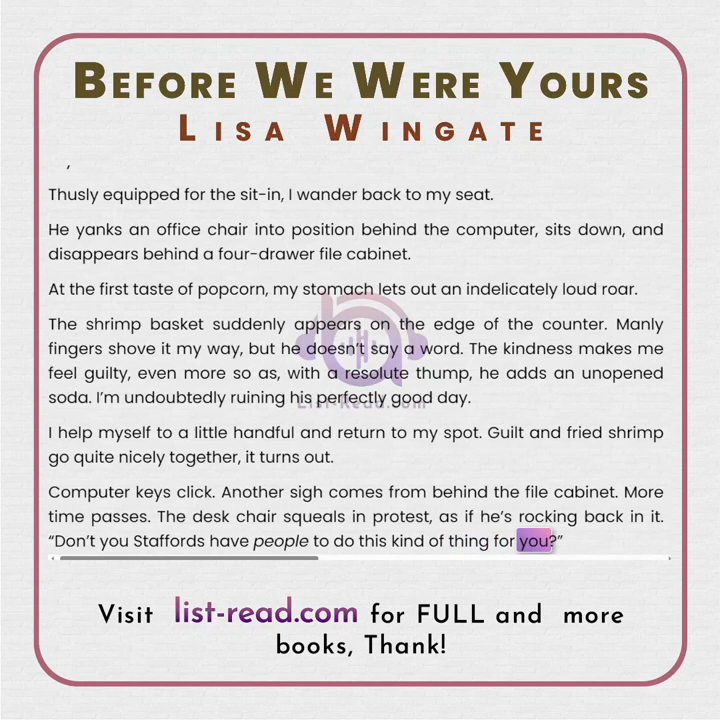 BEFORE WE WERE YOURS
LISA WINGATE
,
Thusly equipped for the sit-in, I wander back to my seat.
He yanks an office chair into position behind the computer, sits down, and
disappears behind a four-drawer file cabinet.
At the first taste of popcorn, my stomach lets out an indelicately loud roar.
The shrimp basket suddenly appears on the edge of the counter. Manly
fingers shove it my way, but he doesn’t say a word. The kindness makes me
feel guilty, even more so as, with a resolute thump, he adds an unopened
soda. I’m undoubtedly ruining his perfectly good day.
List-Read.com
I help myself to a little handful and return to my spot. Guilt and fried shrimp
go quite nicely together, it turns out.
Computer keys click. Another sigh comes from behind the file cabinet. More
time passes. The desk chair squeals in protest, as if he’s rocking back in it.
“Don’t you Staffords have people to do this kind of thing for you?”
Visit list-read.com for FULL and more
books, Thank!